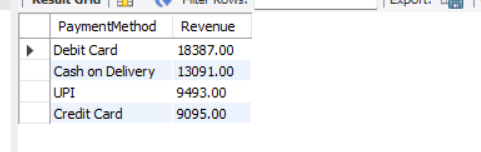 Result Grid Filter Rows: Export:
PaymentMethod Revenue
Debit Card 18387.00
Cash on Delivery 13091.00
UPI 9493.00
Credit Card 9095.00